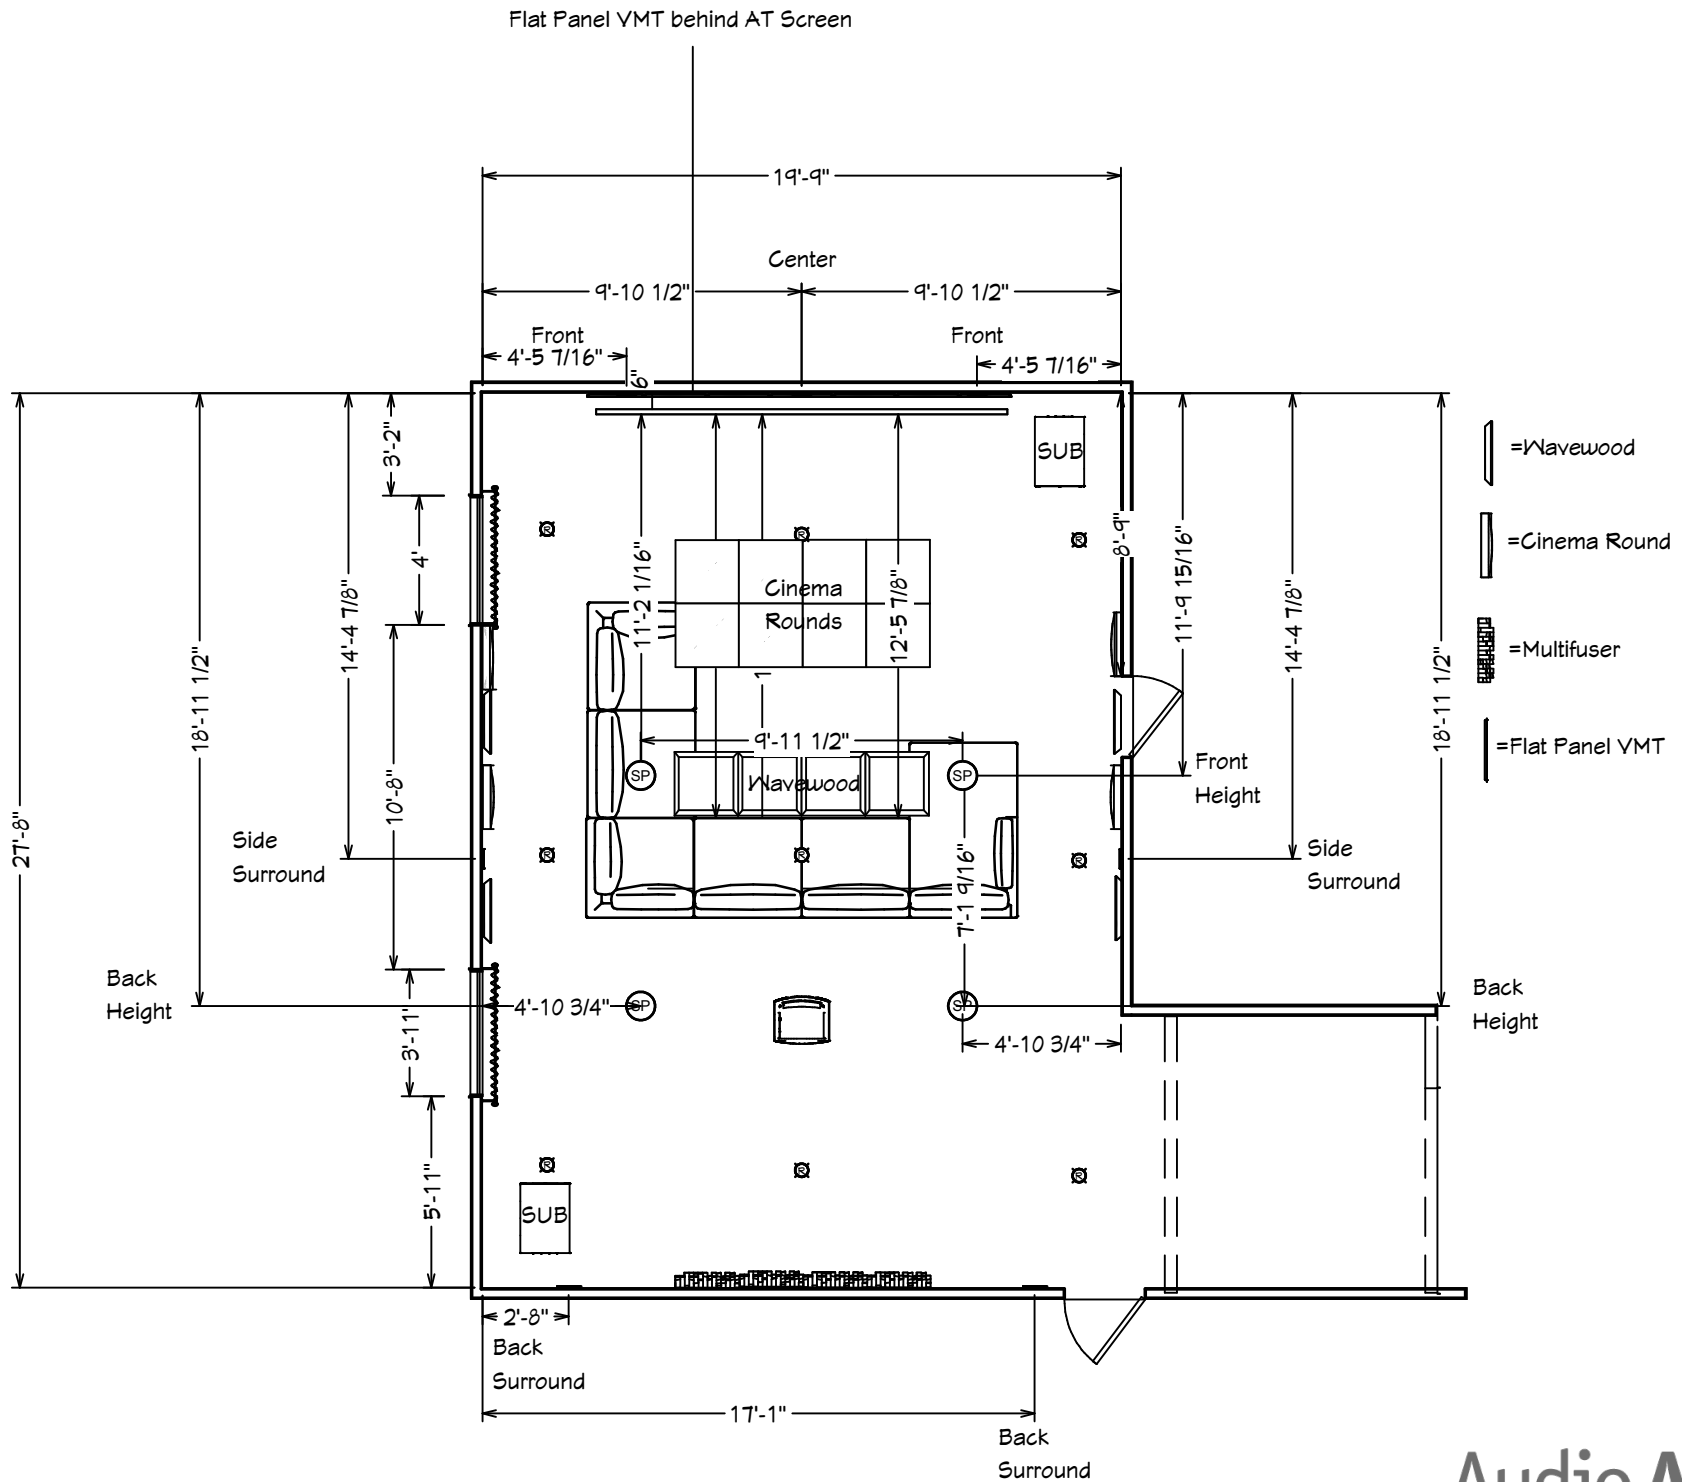 Flat Panel VMT behind AT Screen
19'-9"
Center
9'-10 1/2"
9'-10 1/2"
Front
Front
4'-5 7/16"
4'-5 7/16"
6"
3'-2"
SUB
=Wavewood
4'
8'-9"
11'-9 15/16"
=Cinema Round
11'-2 1/16"
Cinema
Rounds
12'-5 7/8"
14'-4 7/8"
14'-4 7/8"
=Multifuser
18'-11 1/2"
18'-11 1/2"
1
9'-11 1/2"
=Flat Panel VMT
SP
Wavewood
SP
Front
Height
10'-8"
27'-8"
Side
Surround
Side
Surround
7'-1 9/16"
Back
Height
4'-10 3/4"
SP
SP
Back
Height
3'-11"
4'-10 3/4"
5'-11"
SUB
2'-8"
Back
Surround
17'-1"
Back
Surround
Audio A